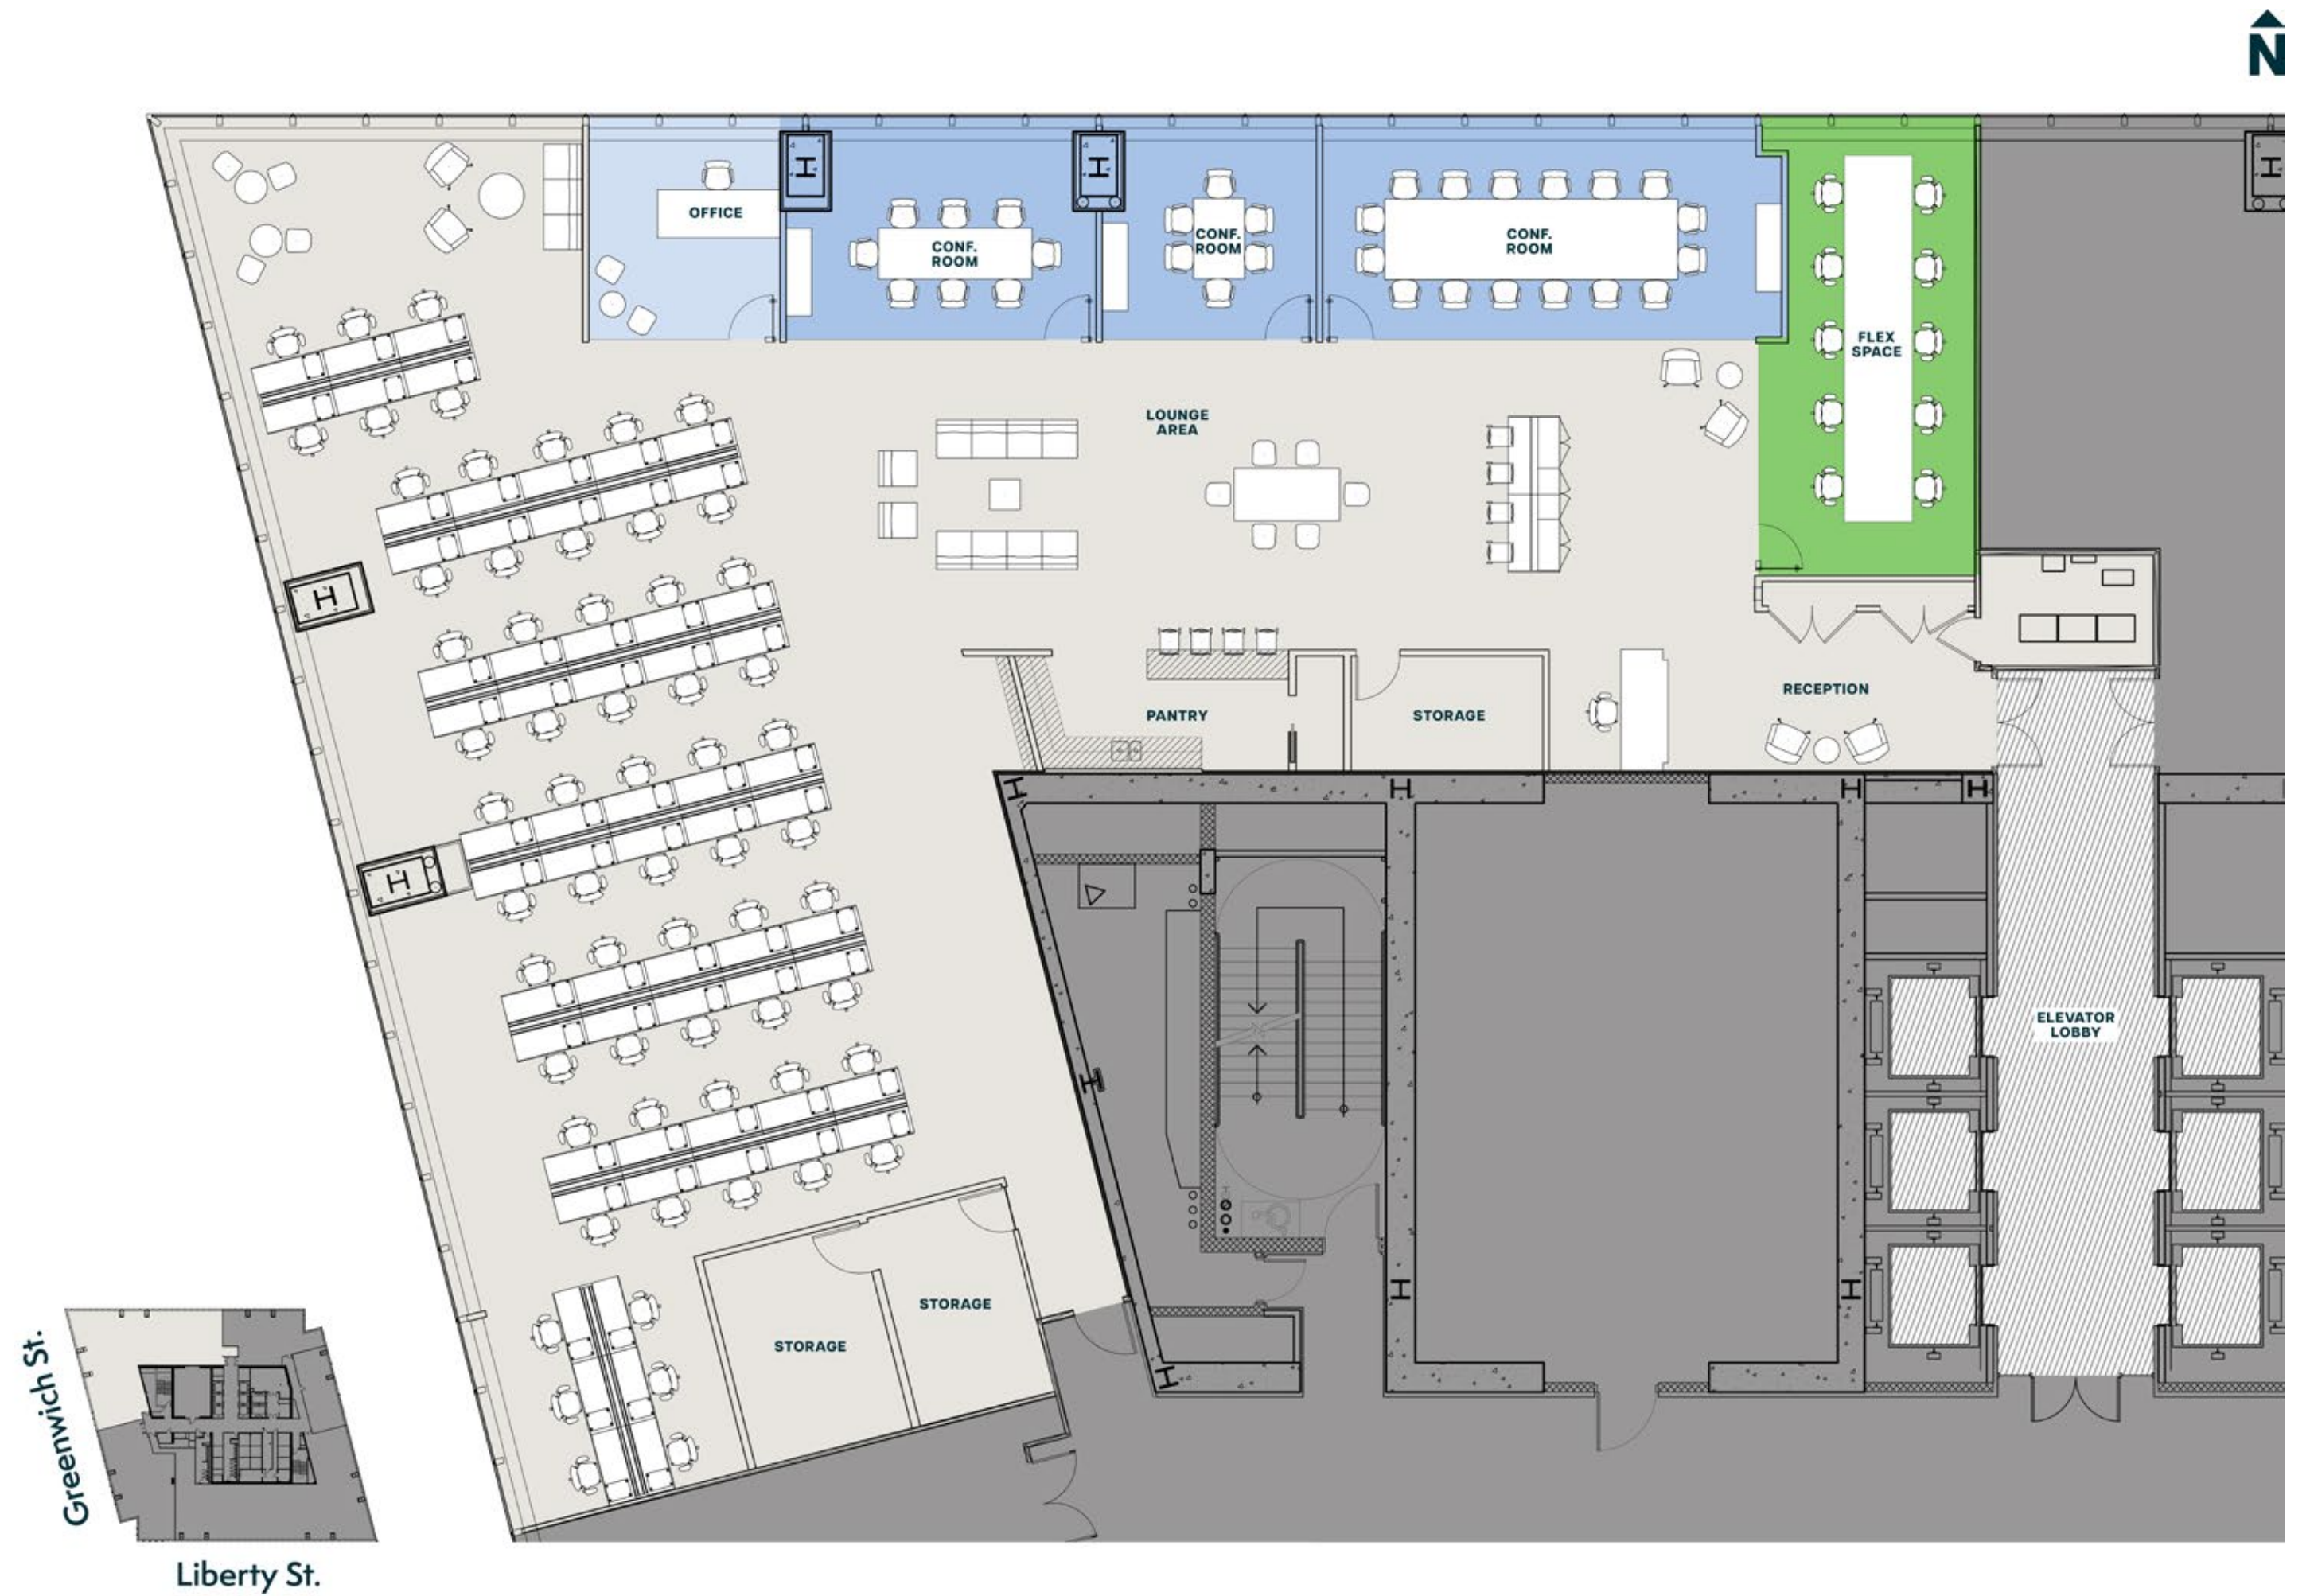 N
OFFICE
CONF.
ROOM
CONF.
ROOM
CONF.
ROOM
FLEX
SPACE
LOUNGE
AREA
RECEPTION
PANTRY
STORAGE
ELEVATOR
LOBBY
STORAGE
STORAGE
Greenwich St.
Liberty St.